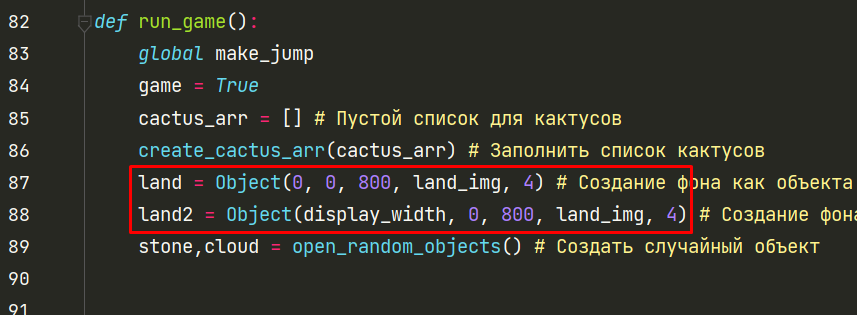 82 def run_game():
83 global make_jump
84 game = True
85 cactus_arr = [] # Пустой список для кактусов
86 create_cactus_arr(cactus_arr) # Заполнить список кактусов
87 land = Object(0, 0, 800, land_img, 4) # Создание фона как объекта
88 land2 = Object(display_width, 0, 800, land_img, 4) # Создание фона
89 stone,cloud = open_random_objects() # Создать случайный объект
90
91